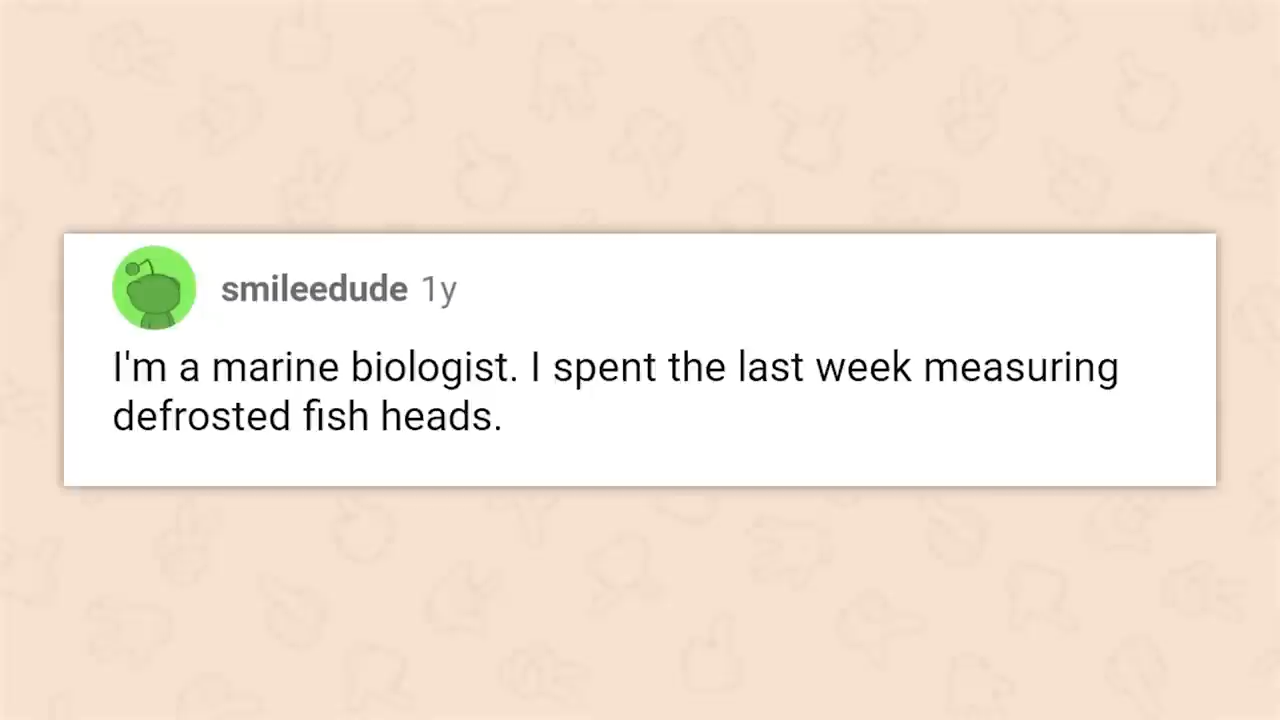 smileedude 1y
I'm a marine biologist. I spent the last week measuring
defrosted fish heads.